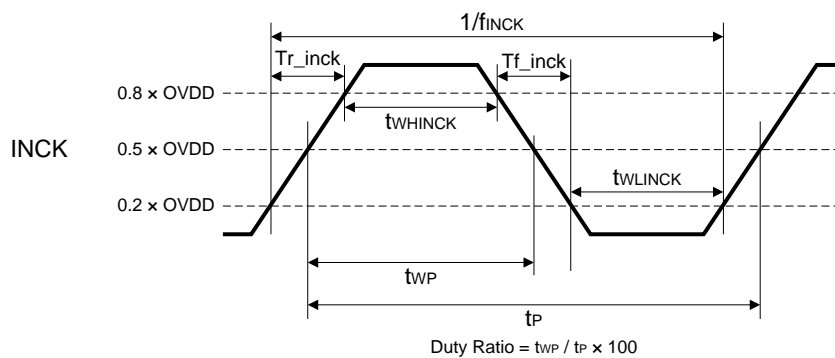 1/fINCK
Tr_inck
Tf_inck
0.8 × OVDD
tWHINCK
INCK
0.5 × OVDD
tWLINCK
0.2 × OVDD
tWP
tP
Duty Ratio = tWP / tP × 100